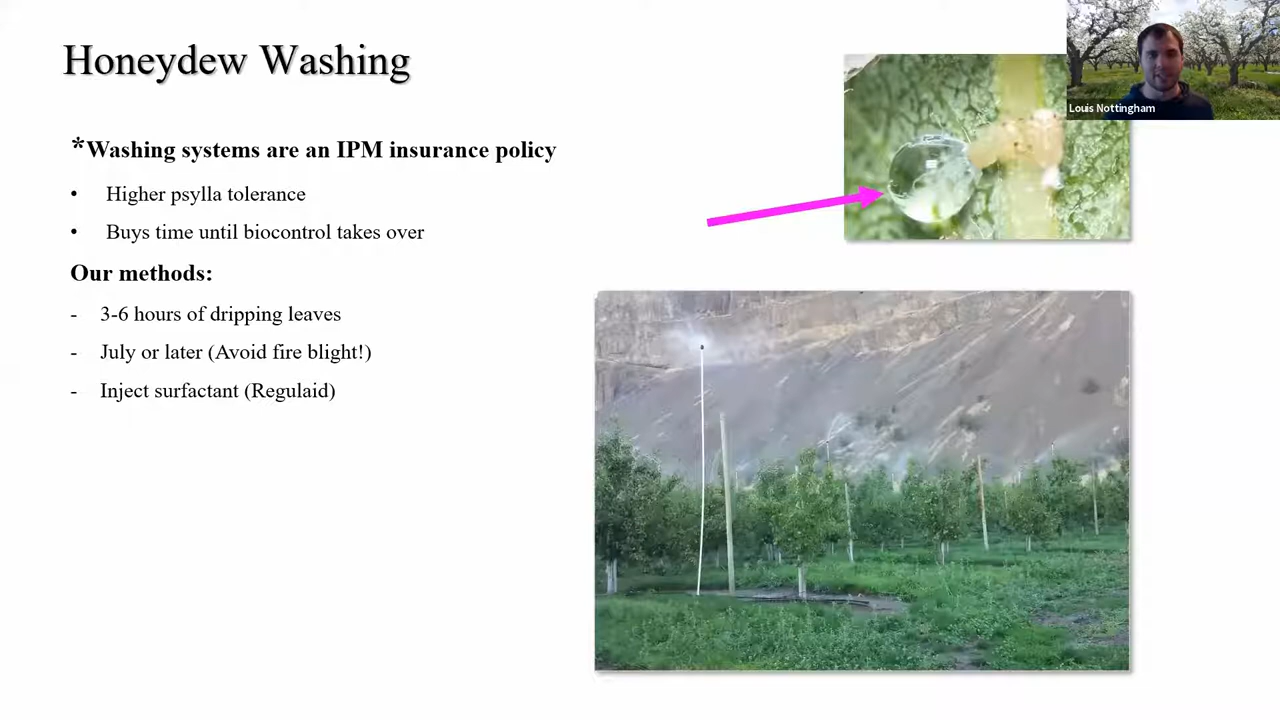 Honeydew Washing
Louis Nottingham
*Washing systems are an IPM insurance policy
• Higher psylla tolerance
• Buys time until biocontrol takes over
Our methods:
- 3-6 hours of dripping leaves
- July or later (Avoid fire blight!)
- Inject surfactant (Regulaid)